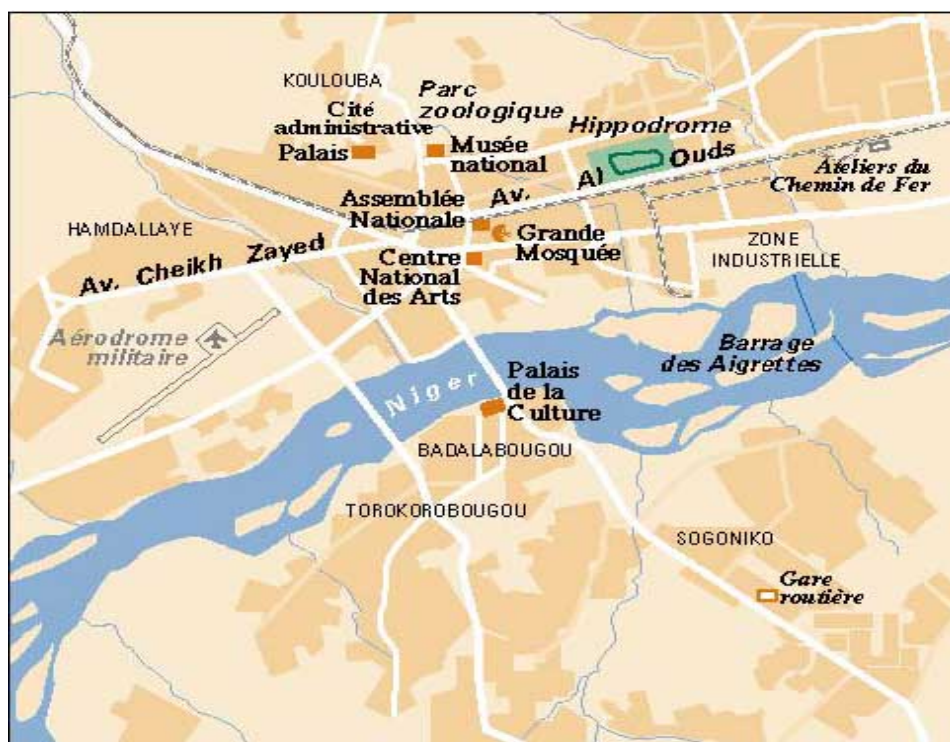 KOULOUBA
Parc
zoologique
Cité
administrative
Palais
Musée
national
Hippodrome
Av. Al Ouds
Ateliers du
Chemin de Fer
Assemblée
Nationale
Grande
Mosquée
HAMDALLAYE
Av. Cheikh Zayed
Centre
National
des Arts
ZONE
INDUSTRIELLE
Aérodrome
militaire
Barrage
des Aigrettes
Niger
Palais
de la
Culture
BADALABOUGOU
TOROKOROBOUGOU
SOGONIKO
Gare
routière